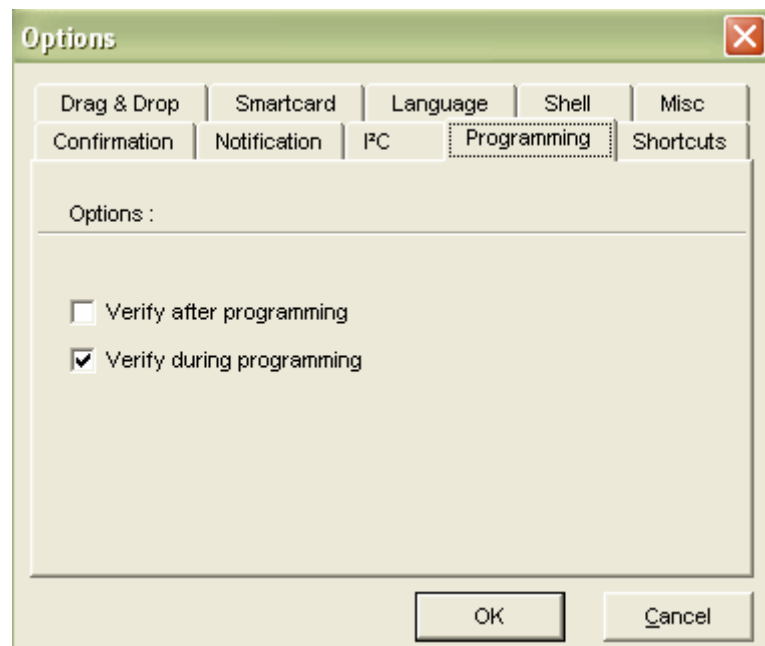 Options
Drag & Drop Smartcard Language Shell Misc
Confirmation Notification I²C Programming Shortcuts
Options :
Verify after programming
Verify during programming
OK Cancel